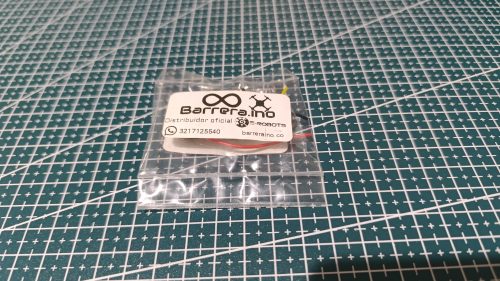 Barrera.Ino
Distribuidor oficial E-ROBOTS
3217125540
barreraino.co